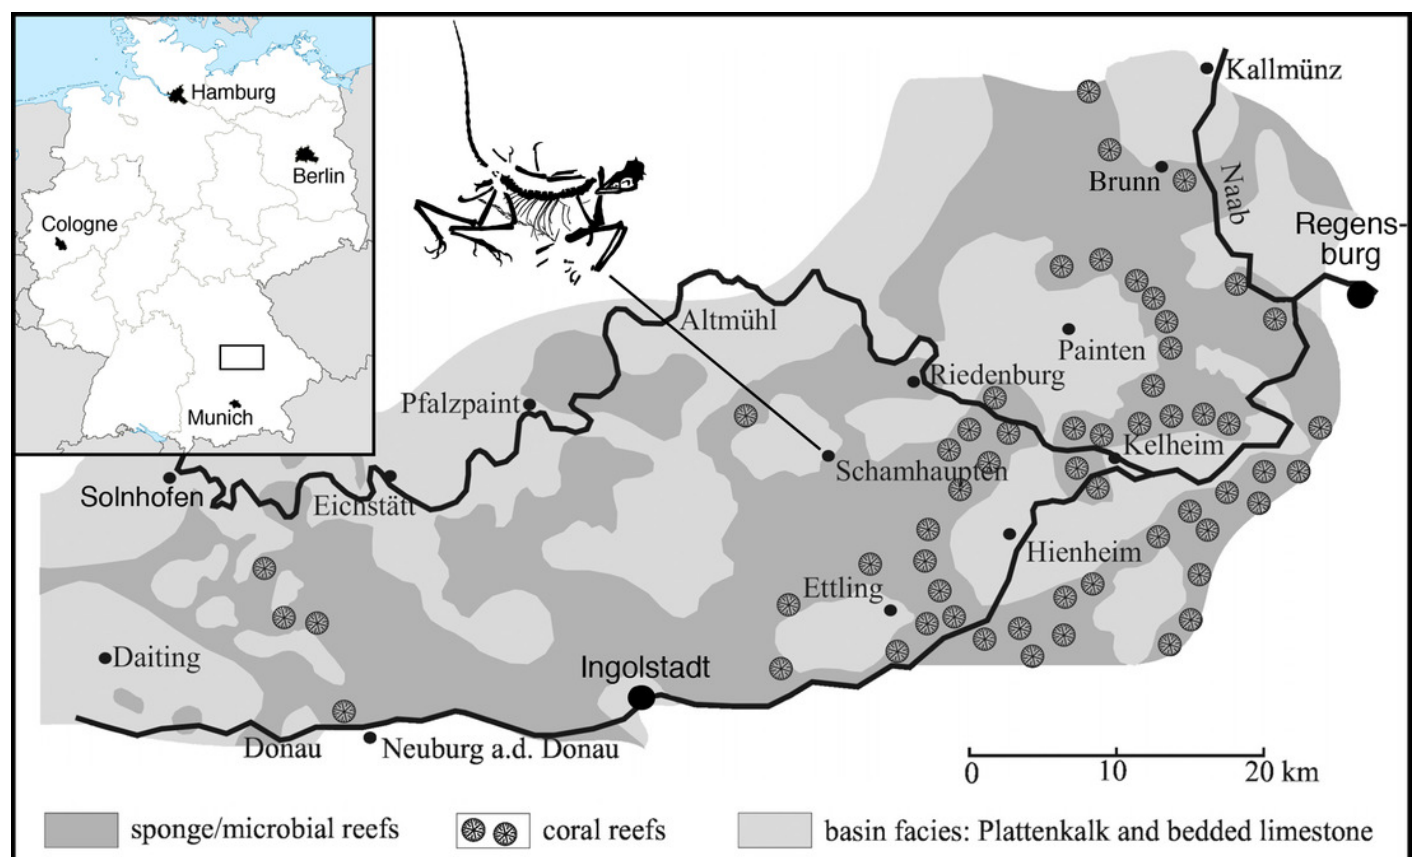 Hamburg
Berlin
Cologne
Munich
Kallmünz
Brunn
Naab
Regens-
burg
Altmühl
Painten
Riedenburg
Pfalzpaint
Kelheim
Schamhaupten
Solnhofen
Eichstätt
Hienheim
Ettling
Daiting
Ingolstadt
Donau
Neuburg a.d. Donau
0 10 20 km
sponge/microbial reefs
coral reefs
basin facies: Plattenkalk and bedded limestone